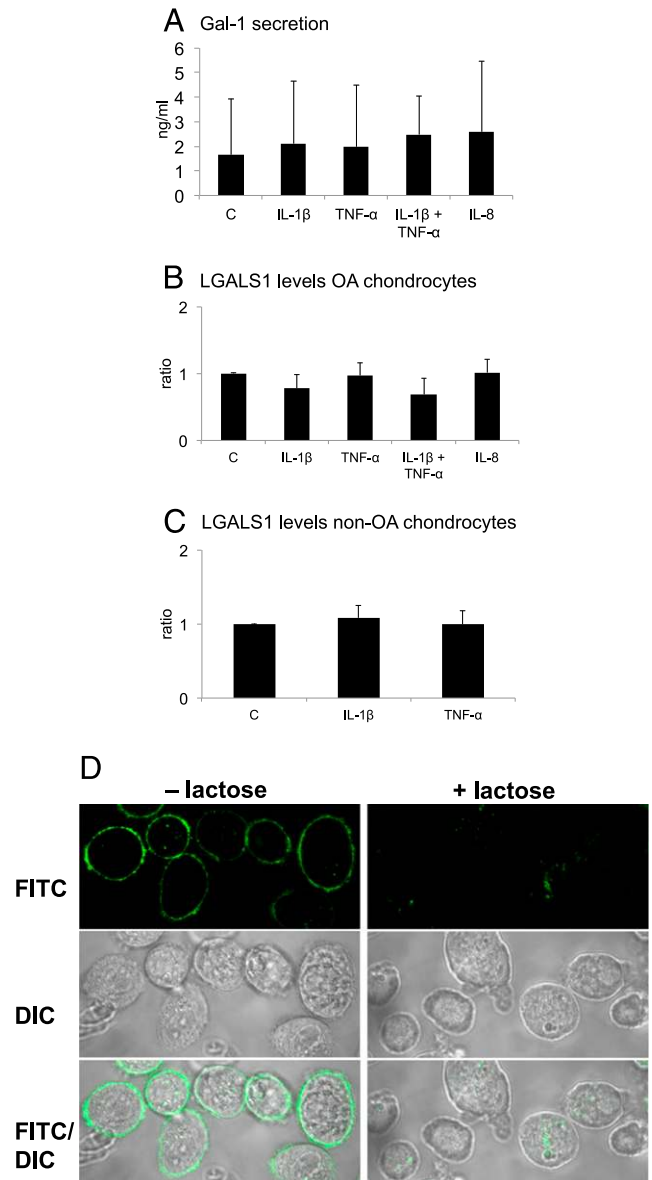 A Gal-1 secretion
6
5
4
3
2
1
0
ng/ml
C IL-1β TNF-α IL-1β + TNF-α IL-8
B LGALS1 levels OA chondrocytes
2
1
0
ratio
C IL-1β TNF-α IL-1β + TNF-α IL-8
C LGALS1 levels non-OA chondrocytes
2
1
0
ratio
C IL-1β TNF-α
D
– lactose + lactose
FITC
DIC
FITC/
DIC